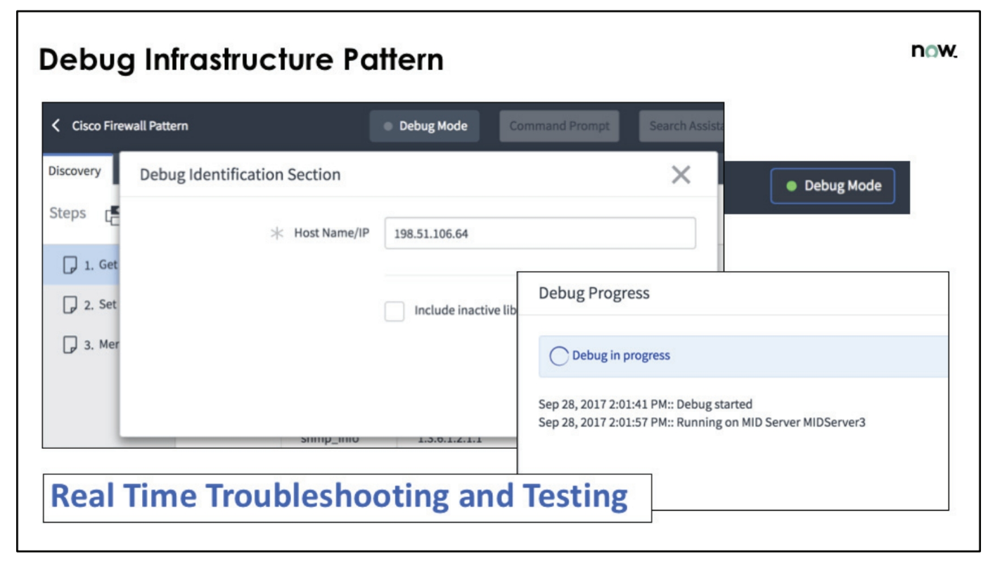 Debug Infrastructure Pattern
now.
Cisco Firewall Pattern
Debug Mode
Command Prompt
Search Assista
Discovery
Debug Identification Section
Debug Mode
Steps
* Host Name/IP
198.51.106.64
1. Get
2. Set
3. Mer
Include inactive lib
Debug Progress
Debug in progress
Sep 28, 2017 2:01:41 PM:: Debug started
Sep 28, 2017 2:01:57 PM:: Running on MID Server MIDServer3
snmp_info
1.3.6.1.2.1.1
Real Time Troubleshooting and Testing